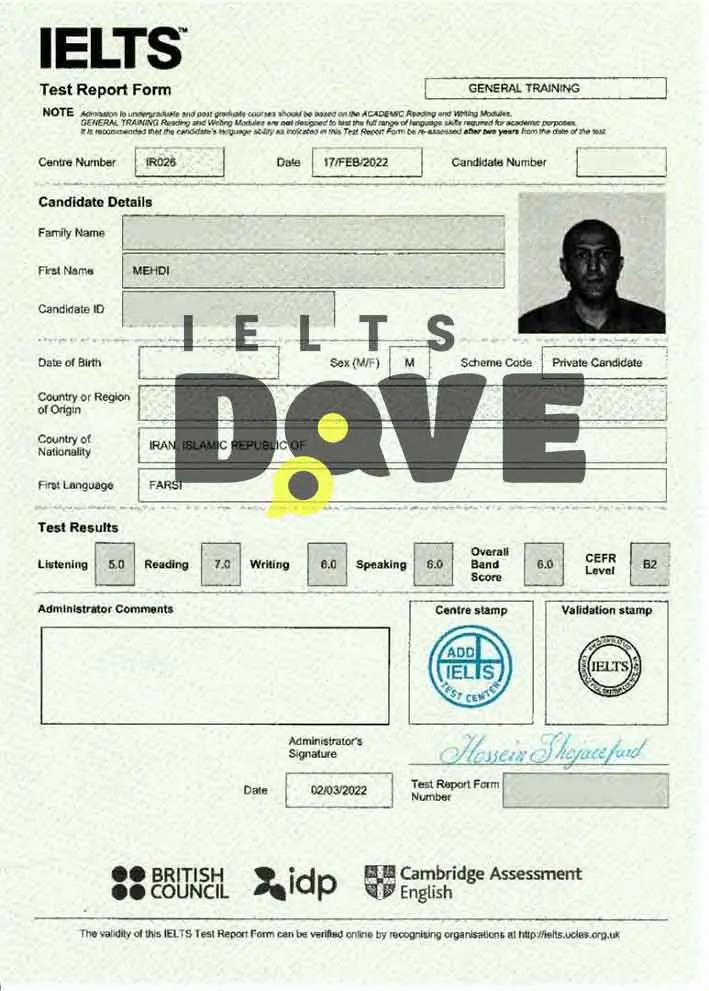 IELTS™
Test Report Form
GENERAL TRAINING
NOTE Admission to undergraduate and post graduate courses should be based on the ACADEMIC Reading and Writing Modules.
GENERAL TRAINING Reading and Writing Modules are not designed to test the full range of language skills required for academic purposes.
It is recommended that the candidate's language ability as indicated in this Test Report Form be re-assessed after two years from the date of the test.
Centre Number IR026 Date 17/FEB/2022 Candidate Number
Candidate Details
Family Name
First Name MEHDI
Candidate ID
IELTS
Date of Birth Sex (M/F) M Scheme Code Private Candidate
DAVE
Country or Region
of Origin
Country of
Nationality IRAN, ISLAMIC REPUBLIC OF
First Language FARSI
Test Results
Listening 5.0 Reading 7.0 Writing 6.0 Speaking 6.0 Overall Band Score 6.0 CEFR Level B2
Administrator Comments
Centre stamp
Validation stamp
ADD
IELTS
TEST CENTER
IELTS
Administrator's
Signature
Hossein Shojaeefard
Date 02/03/2022
Test Report Form
Number
BRITISH
COUNCIL
idp
Cambridge Assessment
English
The validity of this IELTS Test Report Form can be verified online by recognising organisations at http://ielts.ucles.org.uk